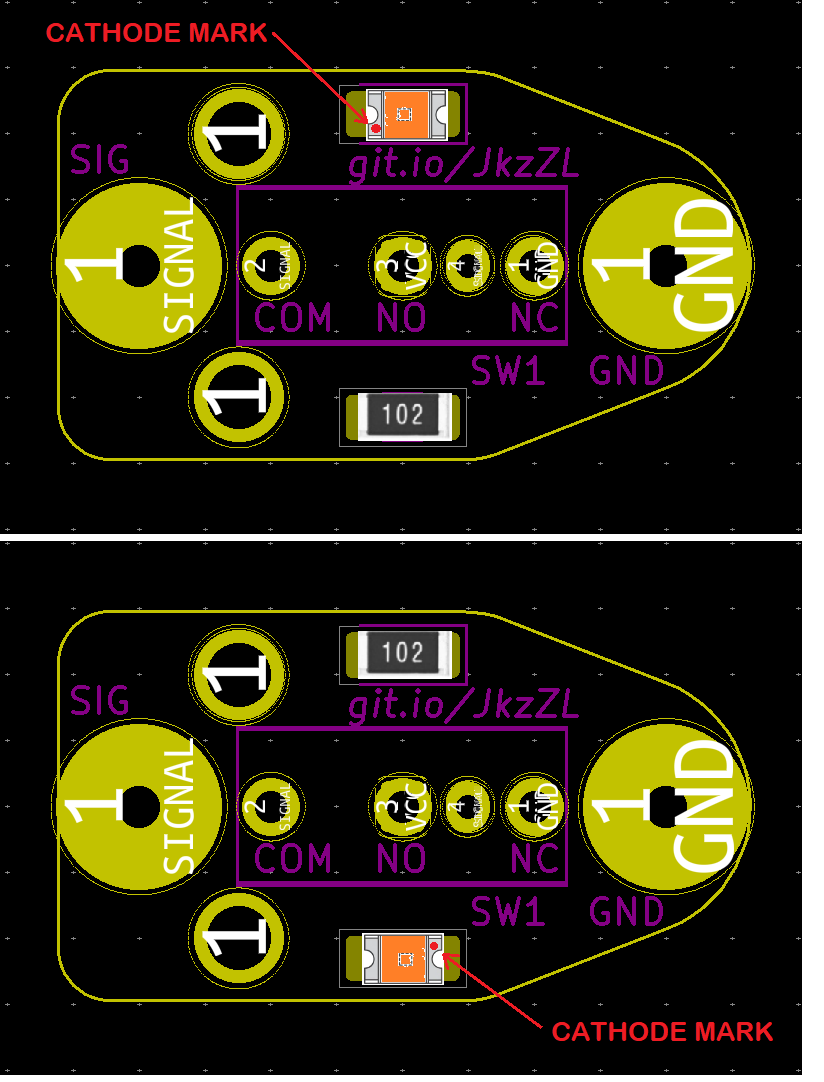 CATHODE MARK
1
SIG
git.io/JkzZL
1 SIGNAL
2 SIGNAL
3 VCC
4 SIGNAL
1 GND
1 GND
COM NO NC
SW1 GND
1
102
102
1
SIG
git.io/JkzZL
1 SIGNAL
2 SIGNAL
3 VCC
4 SIGNAL
1 GND
1 GND
COM NO NC
SW1 GND
1
CATHODE MARK